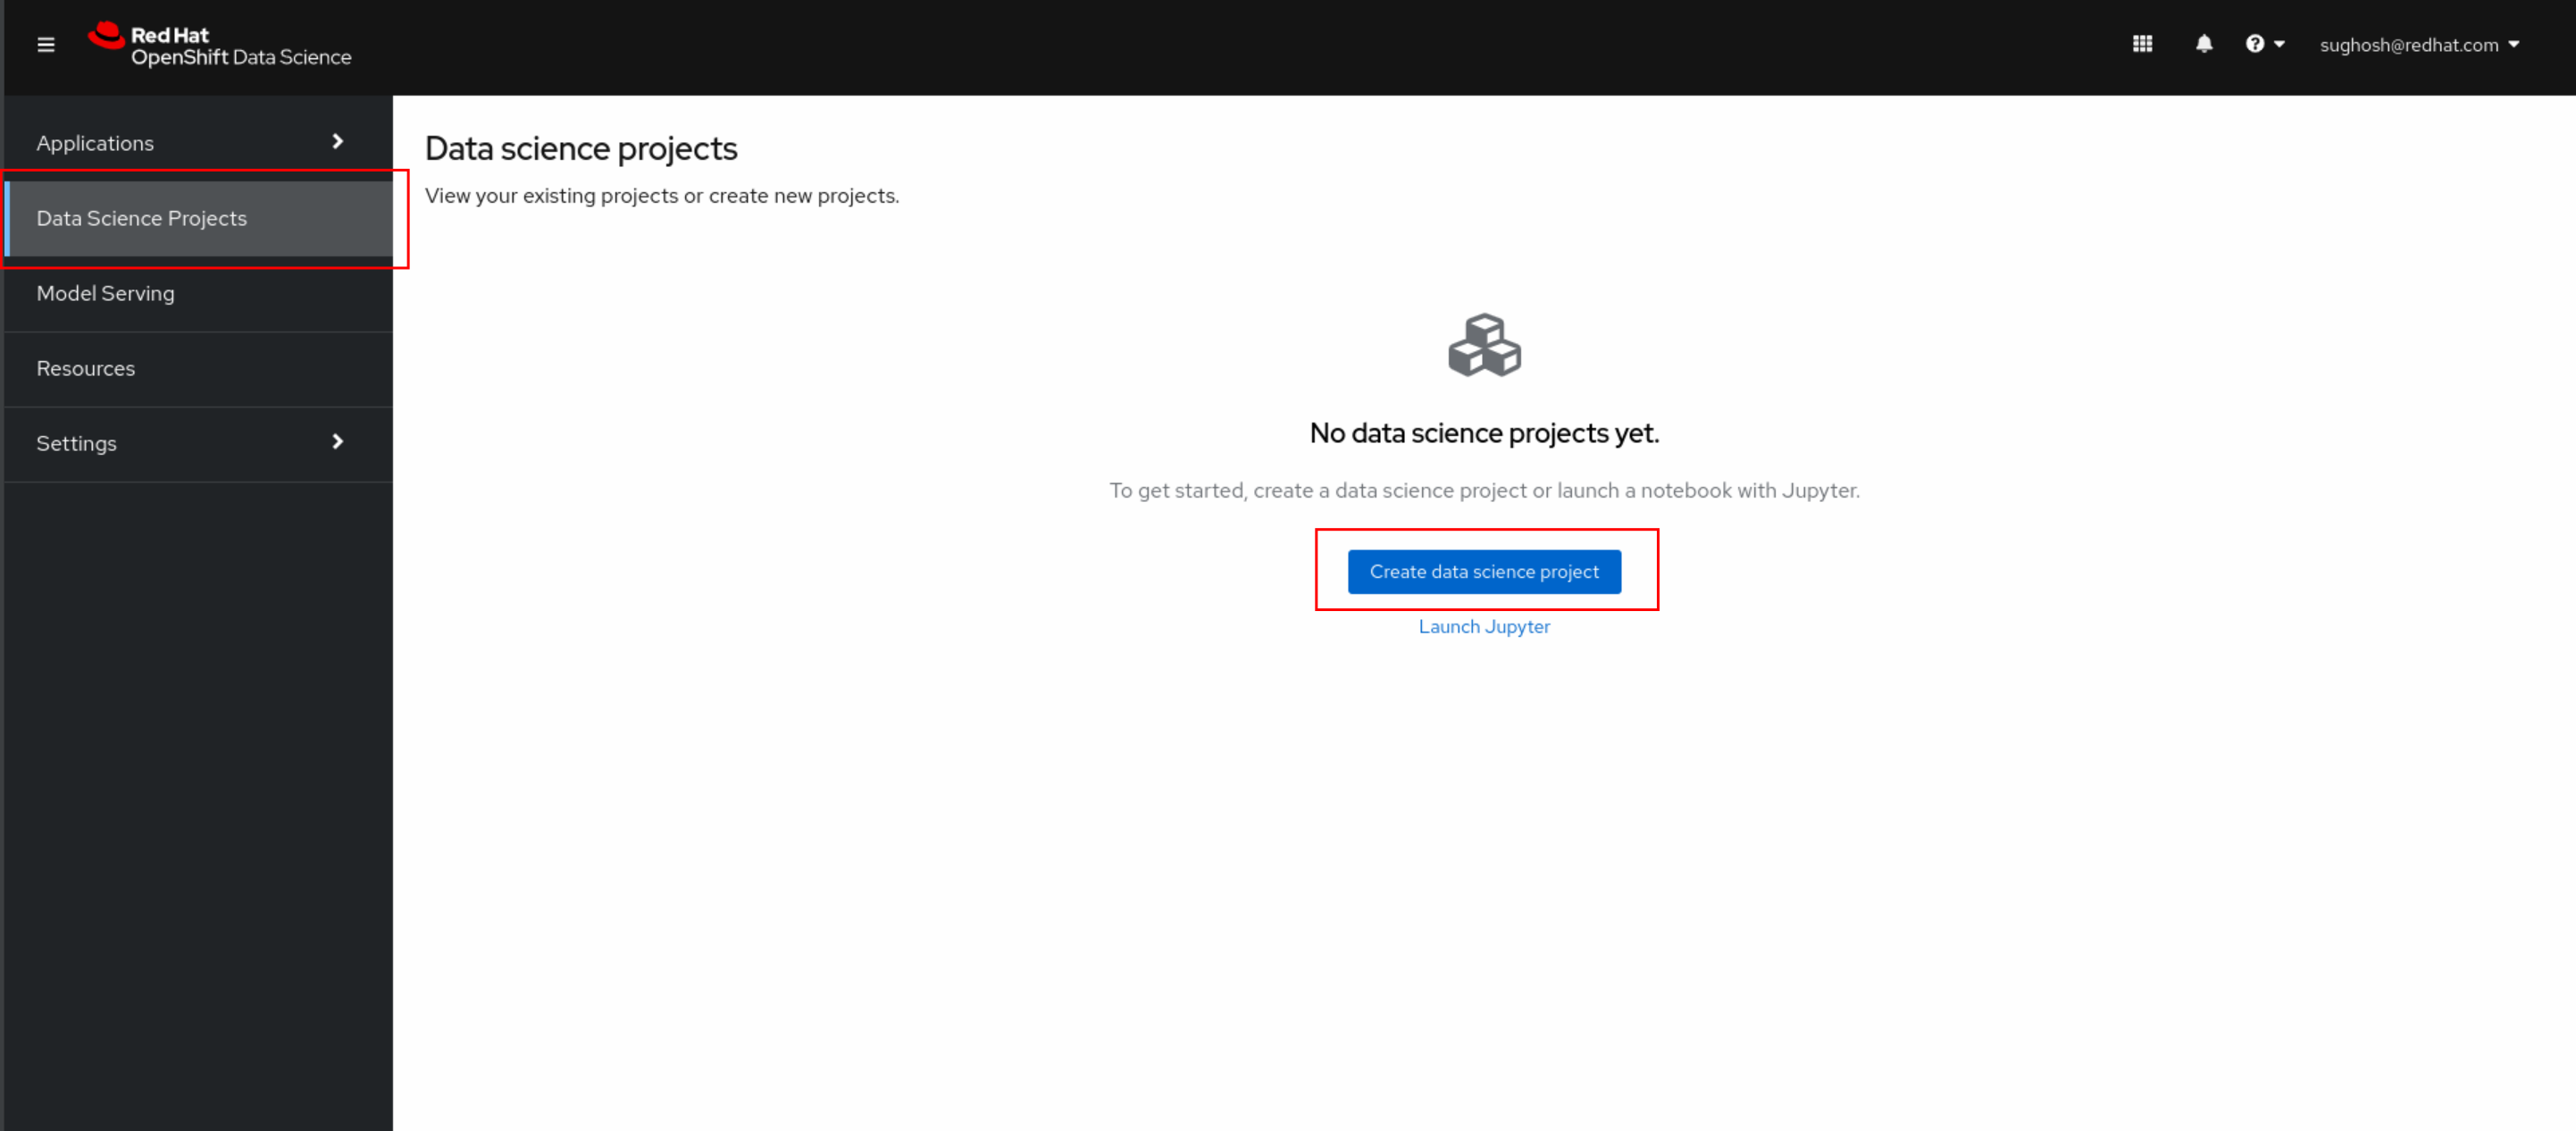 Red Hat
OpenShift Data Science
sughosh@redhat.com
Applications
Data Science Projects
Model Serving
Resources
Settings
Data science projects
View your existing projects or create new projects.
No data science projects yet.
To get started, create a data science project or launch a notebook with Jupyter.
Create data science project
Launch Jupyter